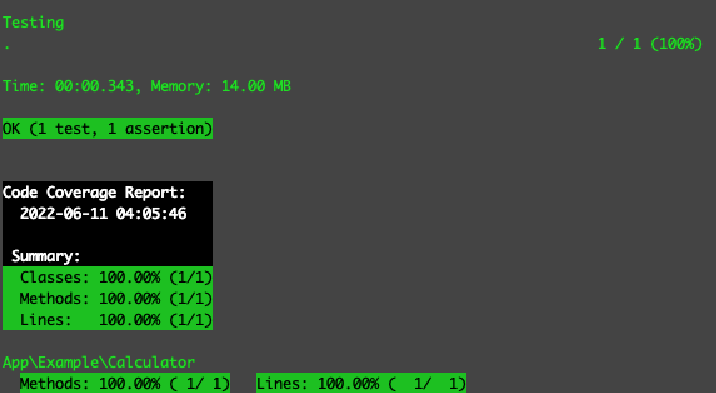 Testing
. 1 / 1 (100%)
Time: 00:00.343, Memory: 14.00 MB
OK (1 test, 1 assertion)
Code Coverage Report:
2022-06-11 04:05:46
Summary:
Classes: 100.00% (1/1)
Methods: 100.00% (1/1)
Lines: 100.00% (1/1)
App\Example\Calculator
Methods: 100.00% ( 1/ 1) Lines: 100.00% ( 1/ 1)